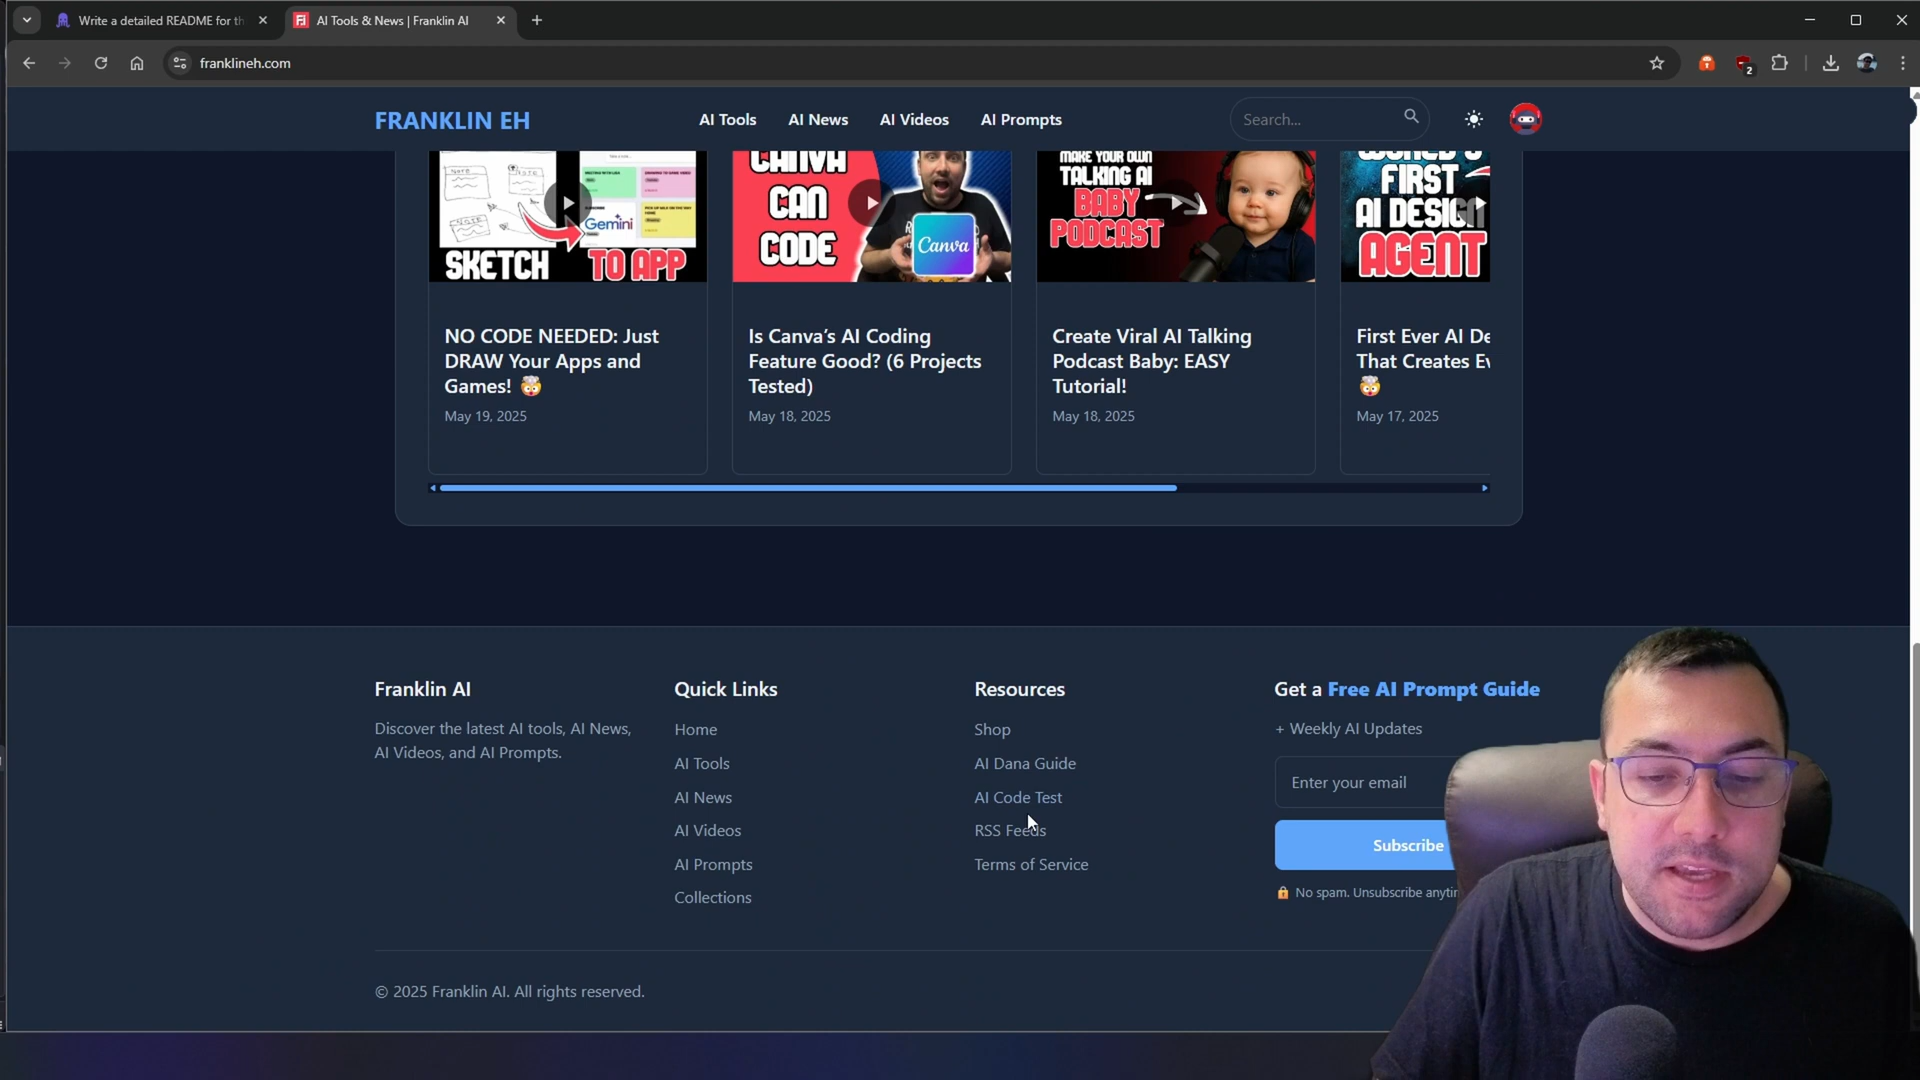 Write a detailed README for th
AI Tools & News | Franklin AI
franklineh.com
2
FRANKLIN EH
AI Tools
AI News
AI Videos
AI Prompts
Search...
SKETCH
TO APP
Gemini
CANVA
CAN
CODE
Canva
MAKE YOUR OWN
TALKING AI
BABY
PODCAST
WORLD'S
FIRST
AI DESIGN
AGENT
NO CODE NEEDED: Just
DRAW Your Apps and
Games! 🤯
May 19, 2025
Is Canva's AI Coding
Feature Good? (6 Projects
Tested)
May 18, 2025
Create Viral AI Talking
Podcast Baby: EASY
Tutorial!
May 18, 2025
First Ever AI De
That Creates Ev
🤯
May 17, 2025
Franklin AI
Discover the latest AI tools, AI News,
AI Videos, and AI Prompts.
Quick Links
Home
AI Tools
AI News
AI Videos
AI Prompts
Collections
Resources
Shop
AI Dana Guide
AI Code Test
RSS Feeds
Terms of Service
Get a Free AI Prompt Guide
+ Weekly AI Updates
Enter your email
Subscribe
🔒 No spam. Unsubscribe anytim
© 2025 Franklin AI. All rights reserved.